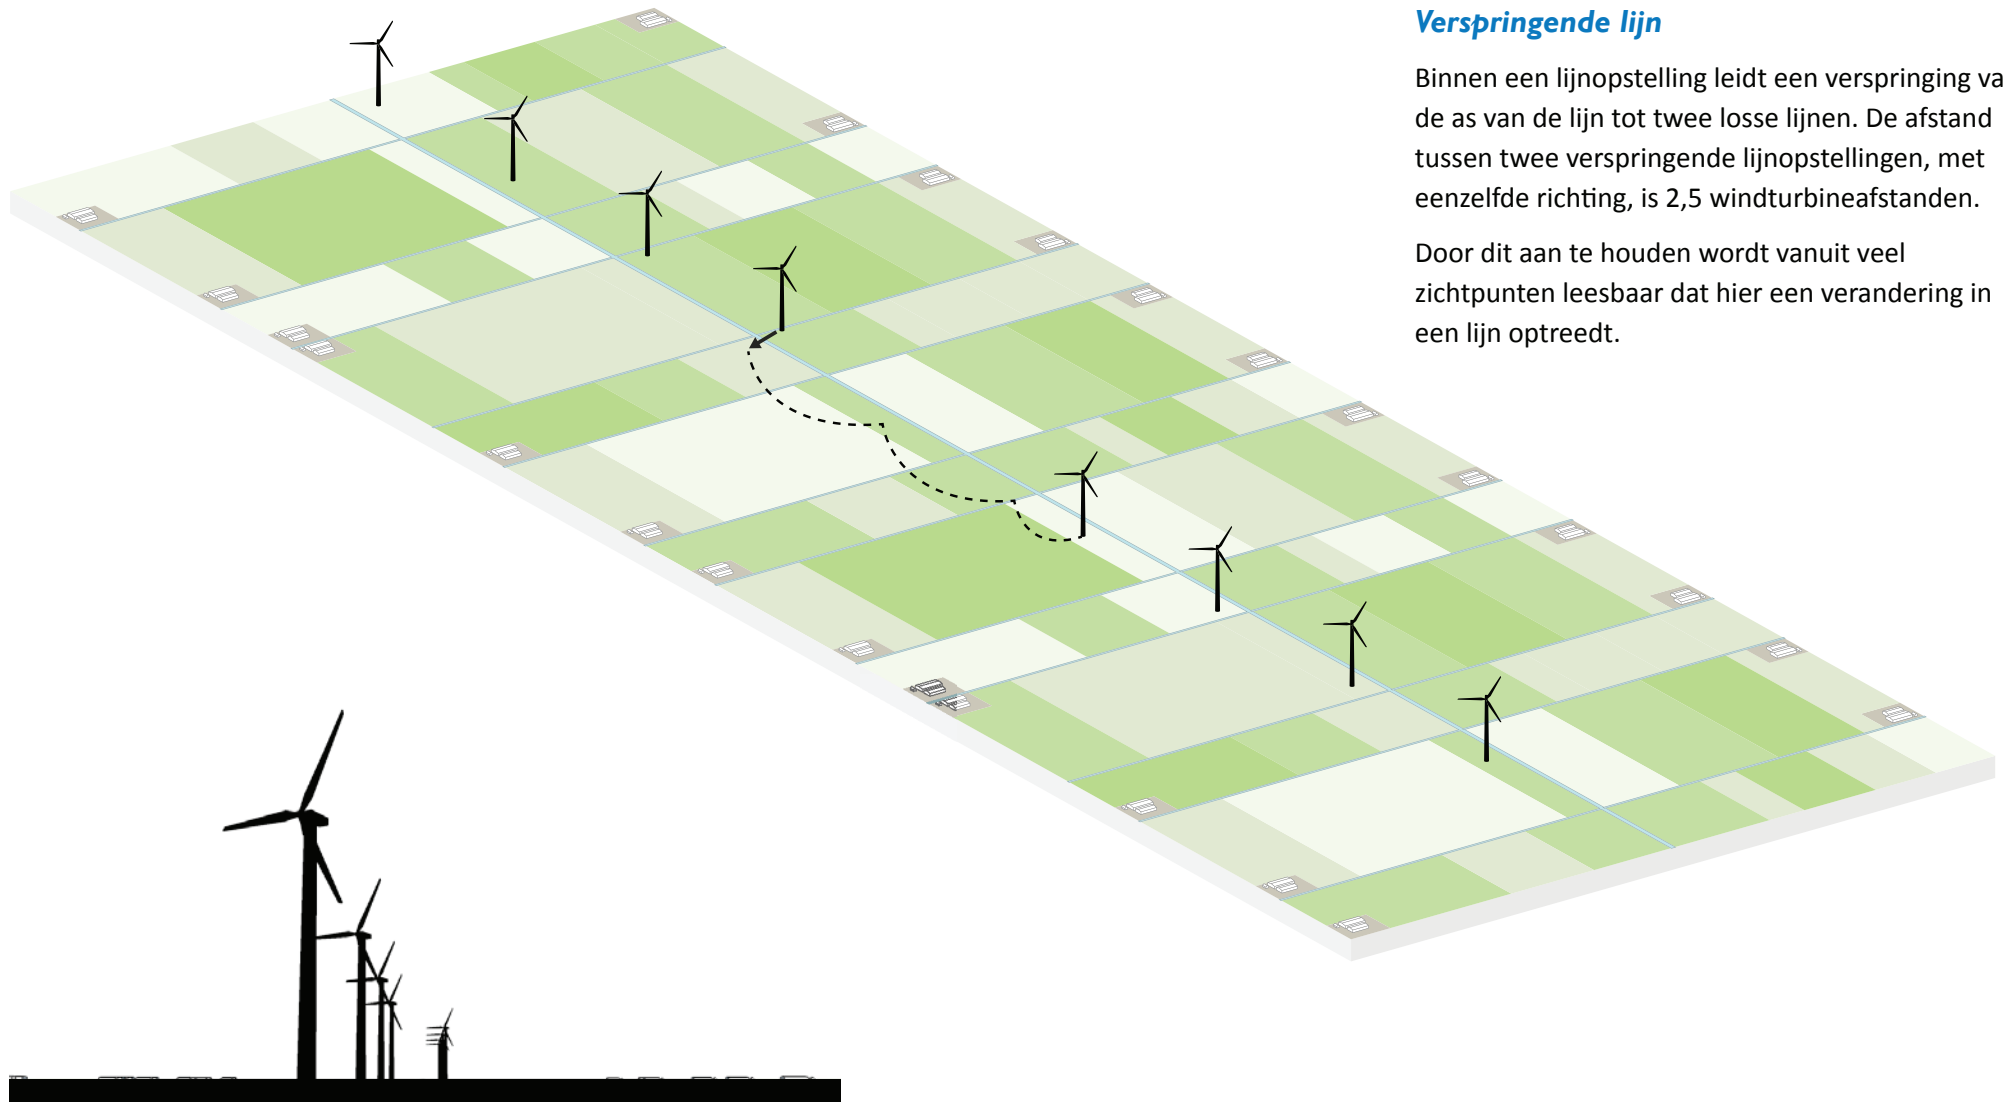 Verspringende lijn
Binnen een lijnopstelling leidt een verspringing va
de as van de lijn tot twee losse lijnen. De afstand
tussen twee verspringende lijnopstellingen, met
eenzelfde richting, is 2,5 windturbineafstanden.
Door dit aan te houden wordt vanuit veel
zichtpunten leesbaar dat hier een verandering in
een lijn optreedt.